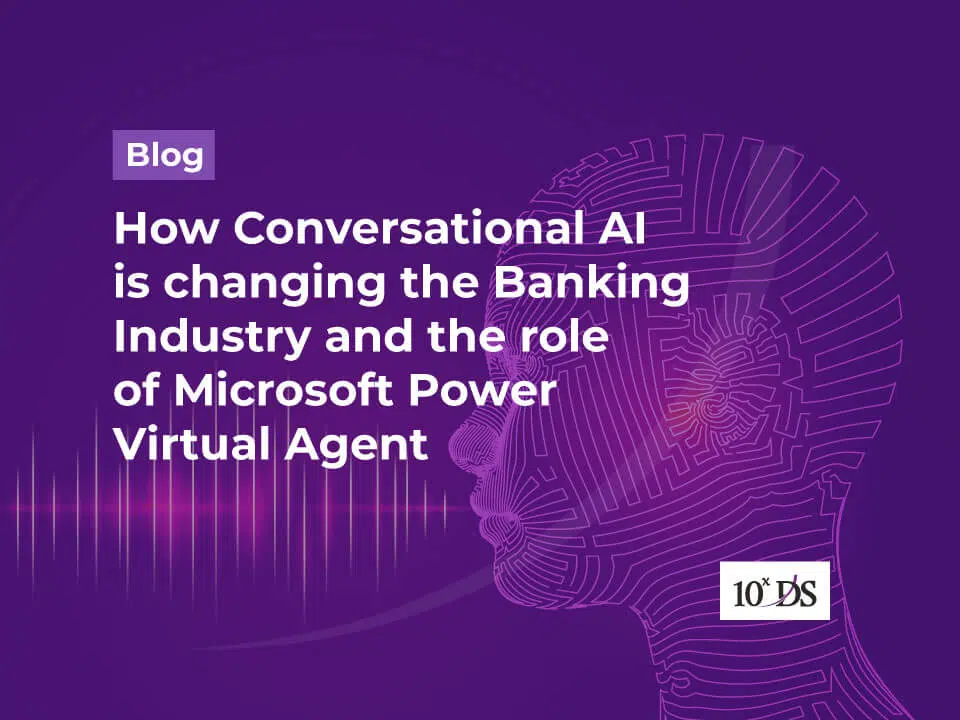 Blog
How Conversational AI
is changing the Banking
Industry and the role
of Microsoft Power
Virtual Agent
10x DS